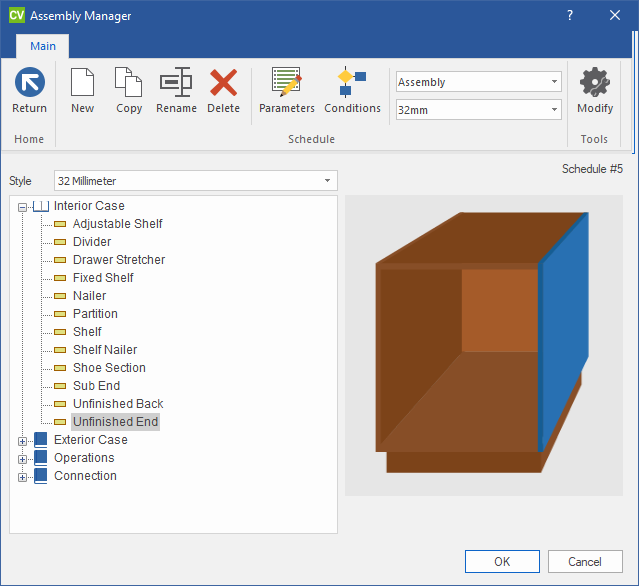 CV Assembly Manager ?
Main
Return New Copy Rename Delete Parameters Conditions Assembly Modify
32mm
Home Schedule Tools
Schedule #5
Style 32 Millimeter
Interior Case
Adjustable Shelf
Divider
Drawer Stretcher
Fixed Shelf
Nailer
Partition
Shelf
Shelf Nailer
Shoe Section
Sub End
Unfinished Back
Unfinished End
Exterior Case
Operations
Connection
OK Cancel